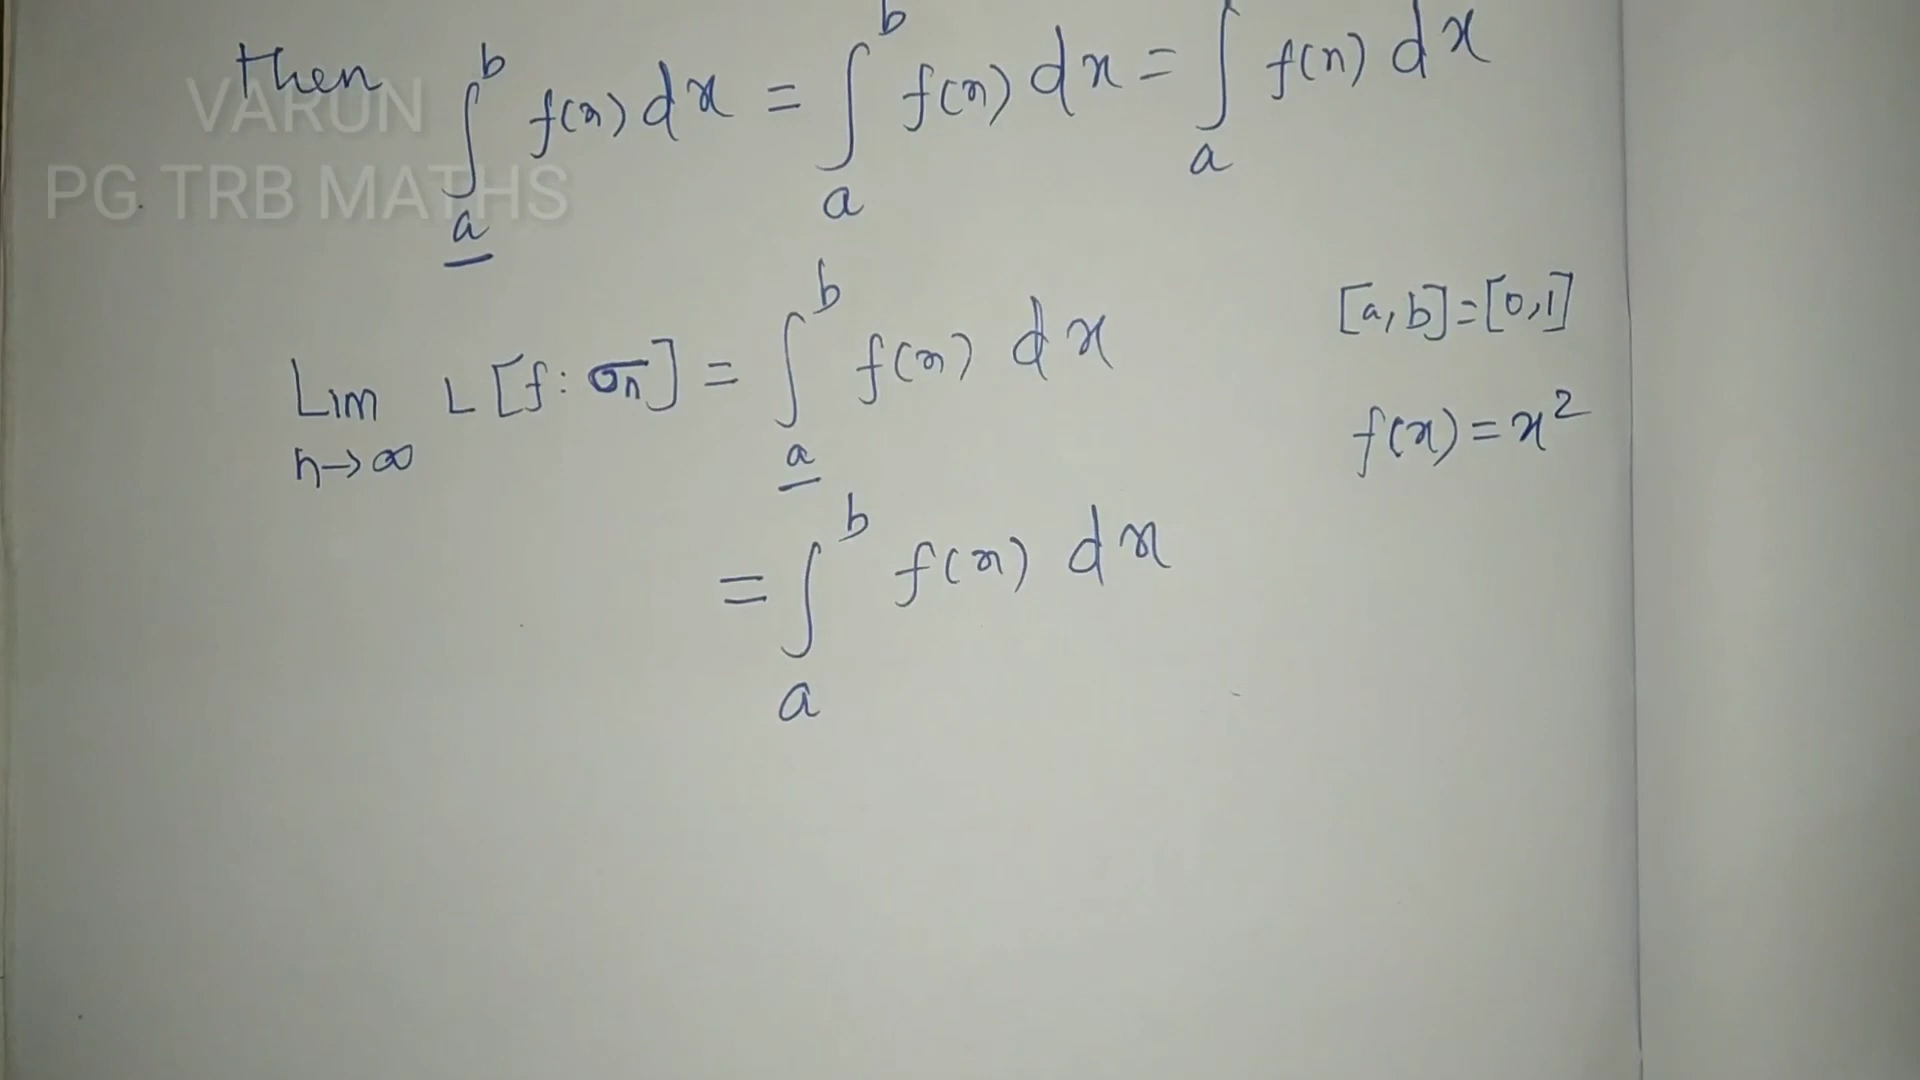 then ∫_a̲^b f(x) dx = ∫_a^b f(x) dx = ∫_a f(x) dx
VARUN
PG TRB MATHS
[a, b] = [0, 1]
Lim n→∞ L [f : σn] = ∫_a̲^b f(x) dx
f(x) = x²
= ∫_a^b f(x) dx